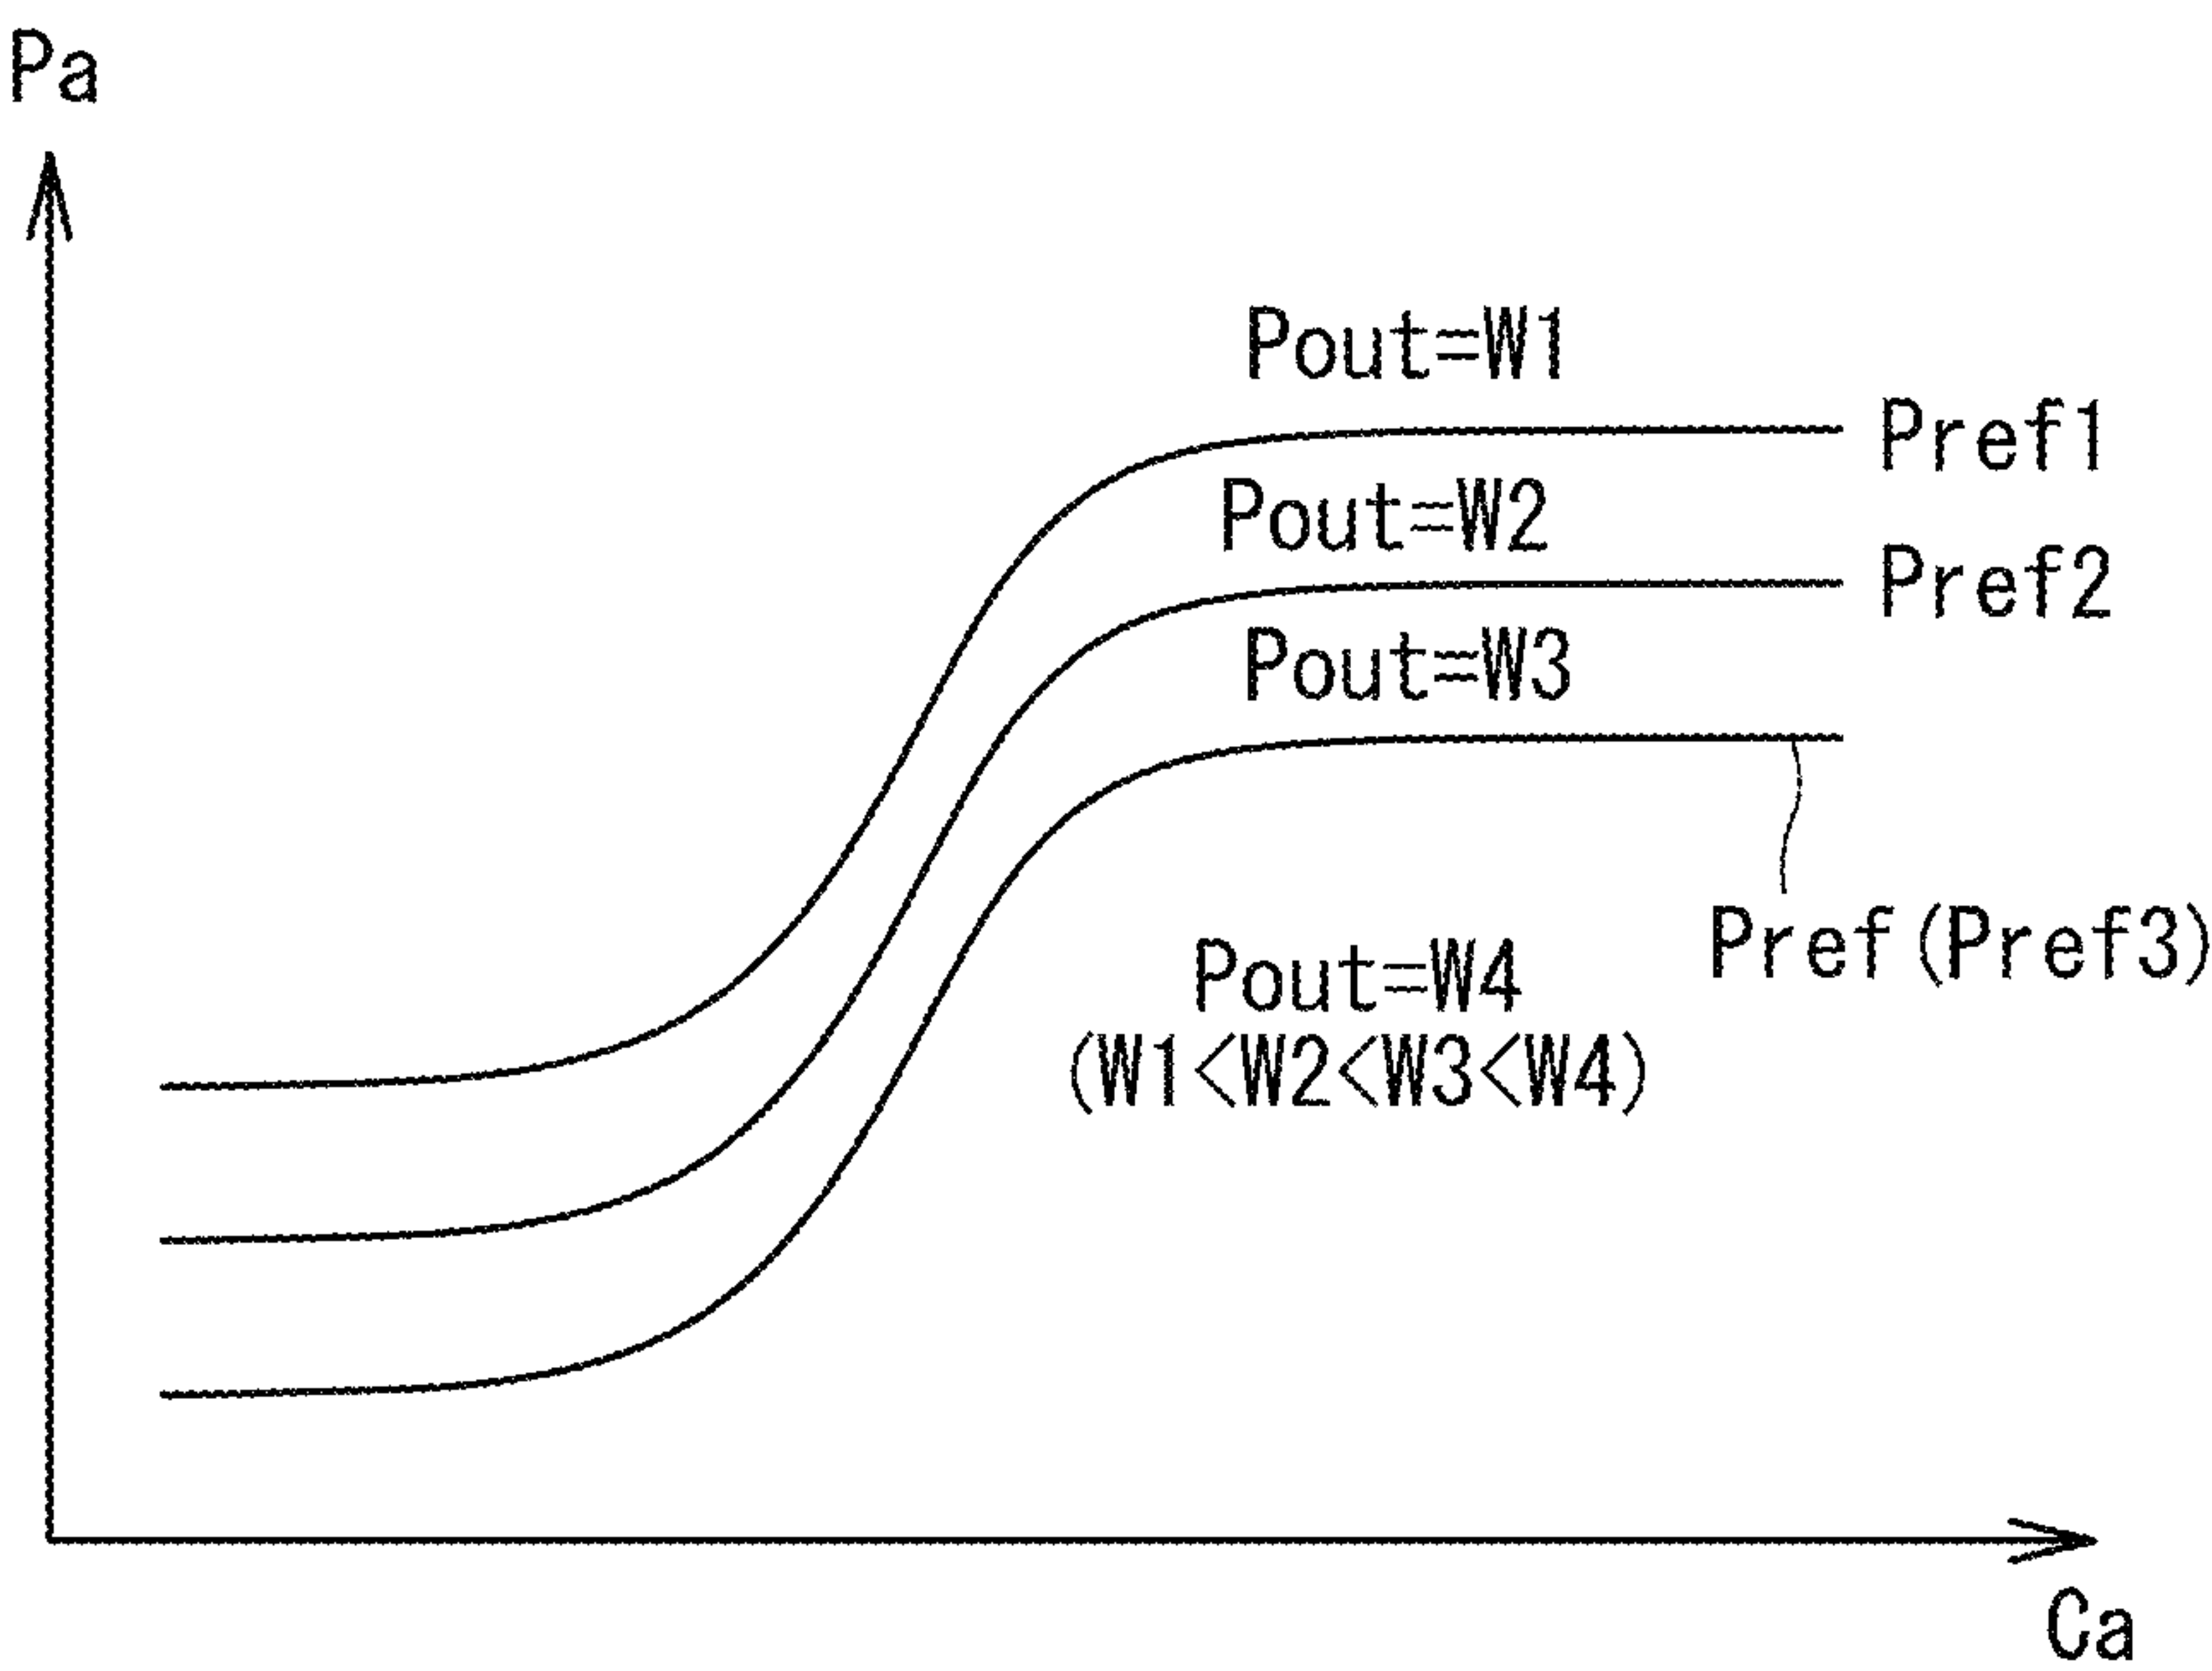 Pa
Pout=W1
Pref1
Pout=W2
Pref2
Pout=W3
Pref(Pref3)
Pout=W4
(W1<W2<W3<W4)
Ca